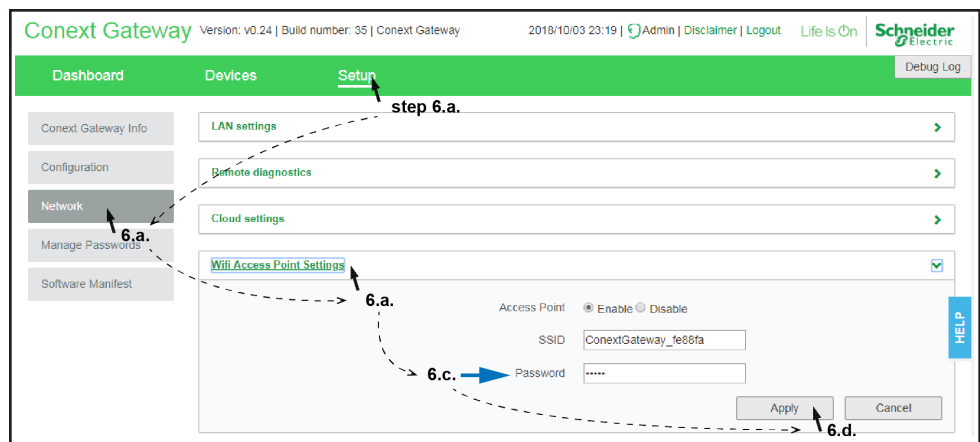 Conext Gateway Version: v0.24 | Build number: 35 | Conext Gateway 2018/10/03 23:19 | Admin | Disclaimer | Logout Life Is On Schneider Electric
Dashboard Devices Setup Debug Log
step 6.a.
Conext Gateway Info LAN settings
Configuration Remote diagnostics
Network
Cloud settings
6.a.
Manage Passwords
Wifi Access Point Settings
Software Manifest
6.a.
Access Point Enable Disable
SSID ConextGateway_fe88fa
HELP
6.c. Password -----
Apply Cancel
6.d.